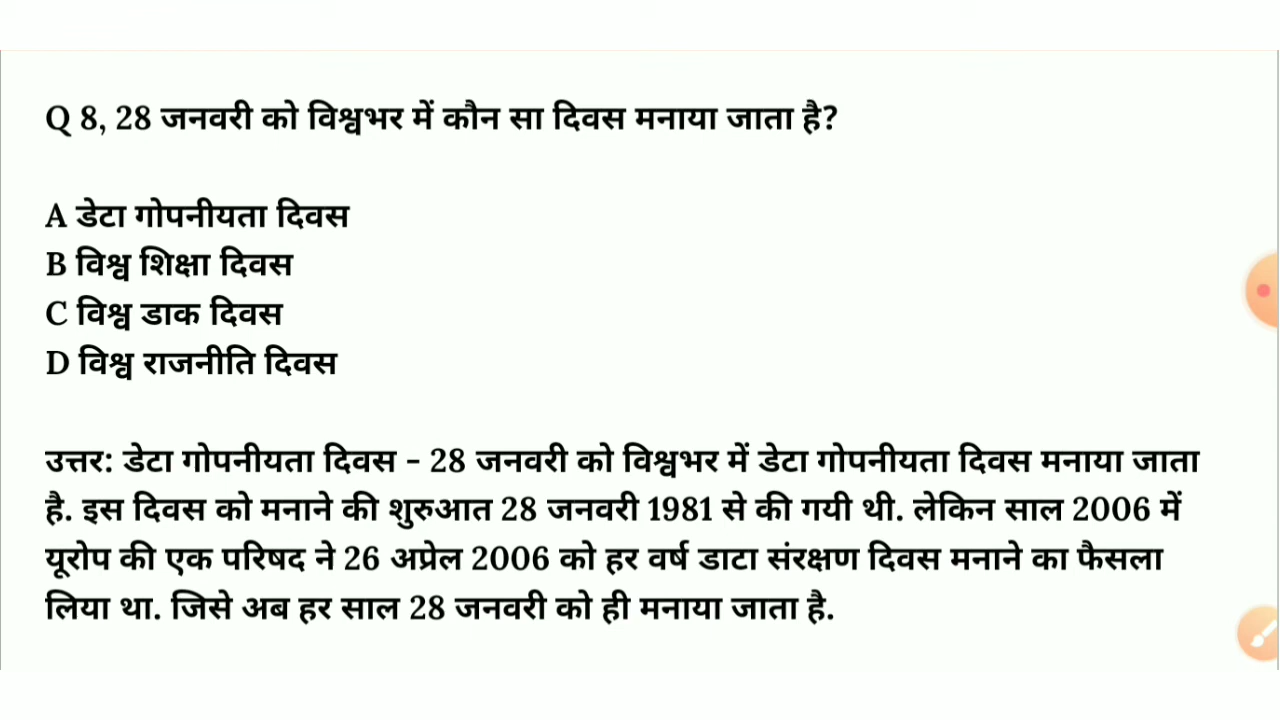 Q 8, 28 जनवरी को विश्वभर में कौन सा दिवस मनाया जाता है?
A डेटा गोपनीयता दिवस
B विश्व शिक्षा दिवस
C विश्व डाक दिवस
D विश्व राजनीति दिवस
उत्तर: डेटा गोपनीयता दिवस - 28 जनवरी को विश्वभर में डेटा गोपनीयता दिवस मनाया जाता
है. इस दिवस को मनाने की शुरुआत 28 जनवरी 1981 से की गयी थी. लेकिन साल 2006 में
यूरोप की एक परिषद ने 26 अप्रेल 2006 को हर वर्ष डाटा संरक्षण दिवस मनाने का फैसला
लिया था. जिसे अब हर साल 28 जनवरी को ही मनाया जाता है.